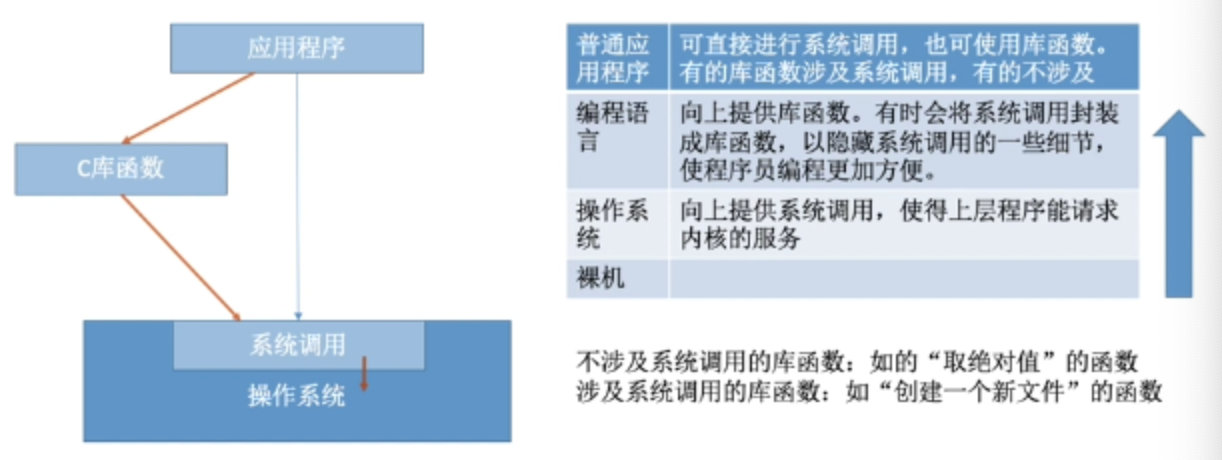 应用程序
C库函数
系统调用
操作系统
普通应
用程序
可直接进行系统调用，也可使用库函数。
有的库函数涉及系统调用，有的不涉及
编程语
言
向上提供库函数。有时会将系统调用封装
成库函数，以隐藏系统调用的一些细节，
使程序员编程更加方便。
操作系
统
向上提供系统调用，使得上层程序能请求
内核的服务
裸机
不涉及系统调用的库函数：如的“取绝对值”的函数
涉及系统调用的库函数：如“创建一个新文件”的函数